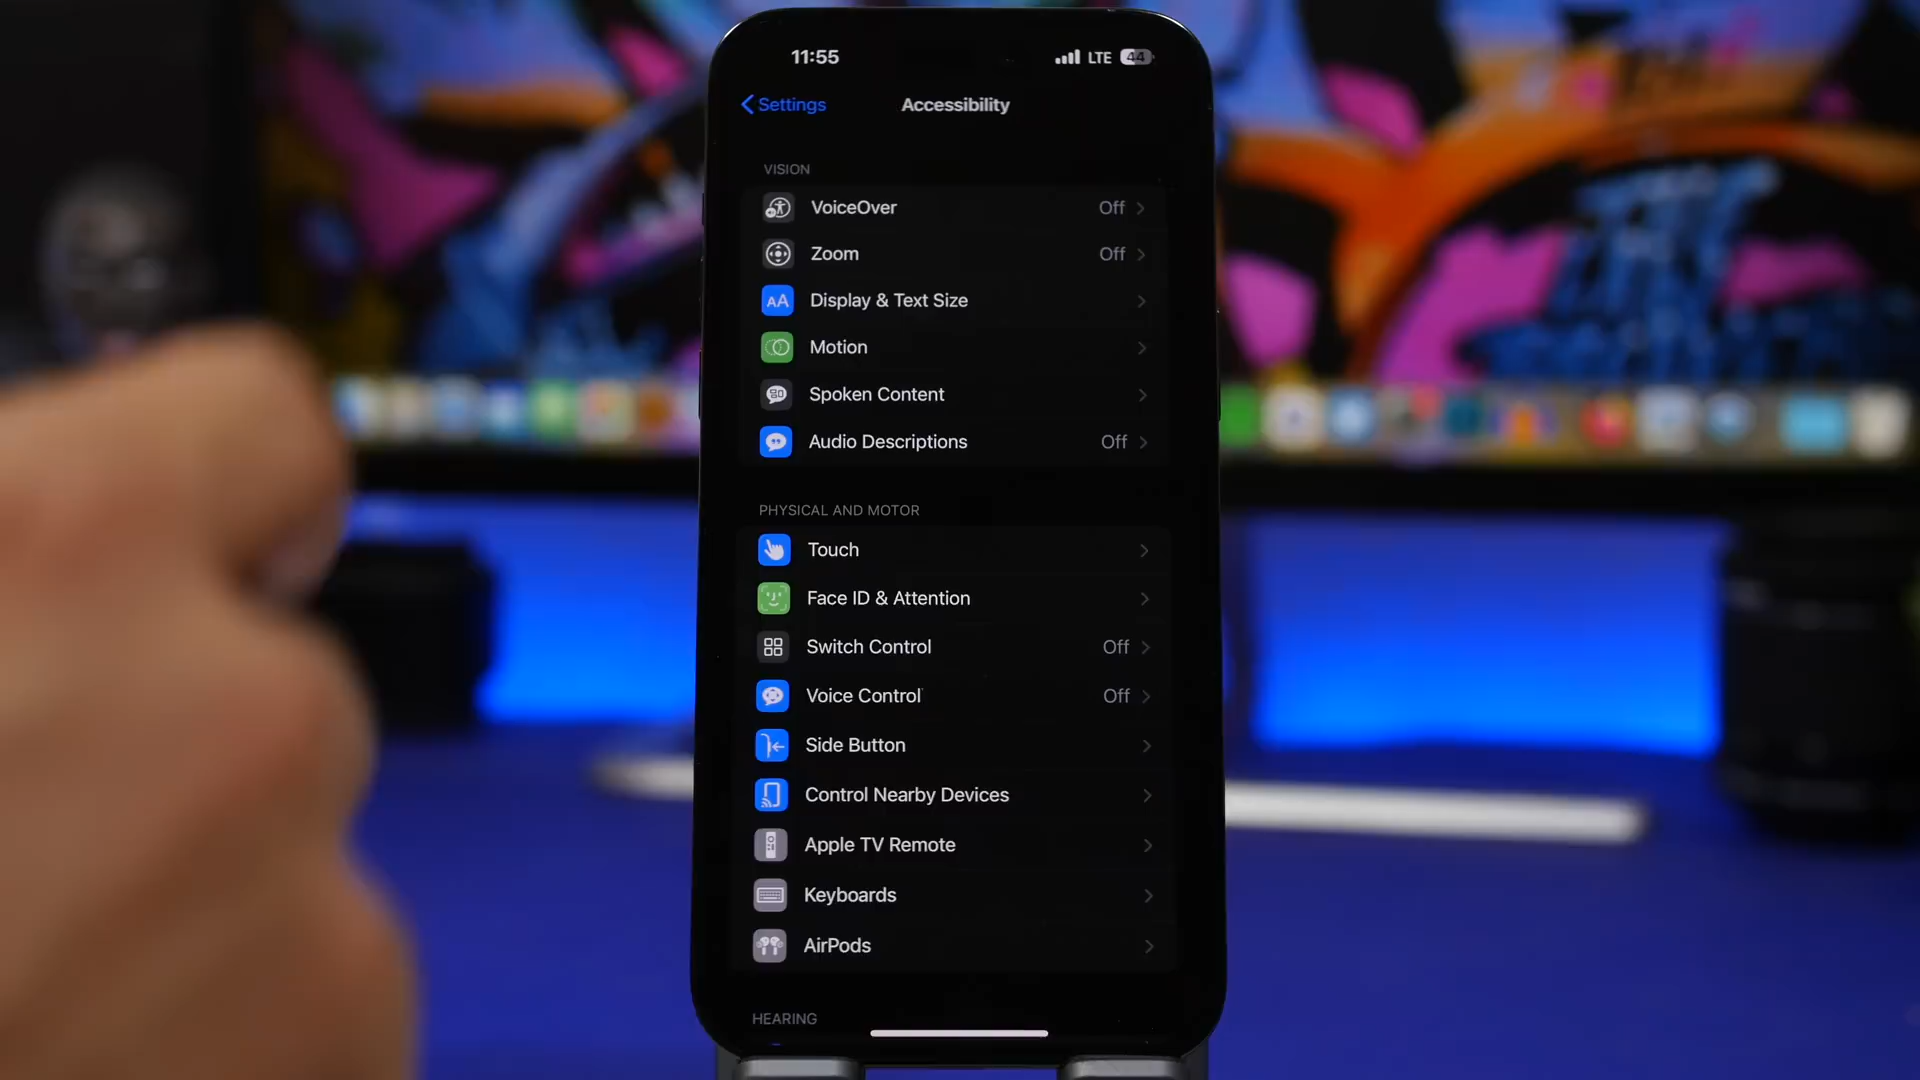 11:55 LTE 44
Settings Accessibility
VISION
VoiceOver Off
Zoom Off
AA Display & Text Size
Motion
Spoken Content
Audio Descriptions Off
PHYSICAL AND MOTOR
Touch
Face ID & Attention
Switch Control Off
Voice Control Off
Side Button
Control Nearby Devices
Apple TV Remote
Keyboards
AirPods
HEARING